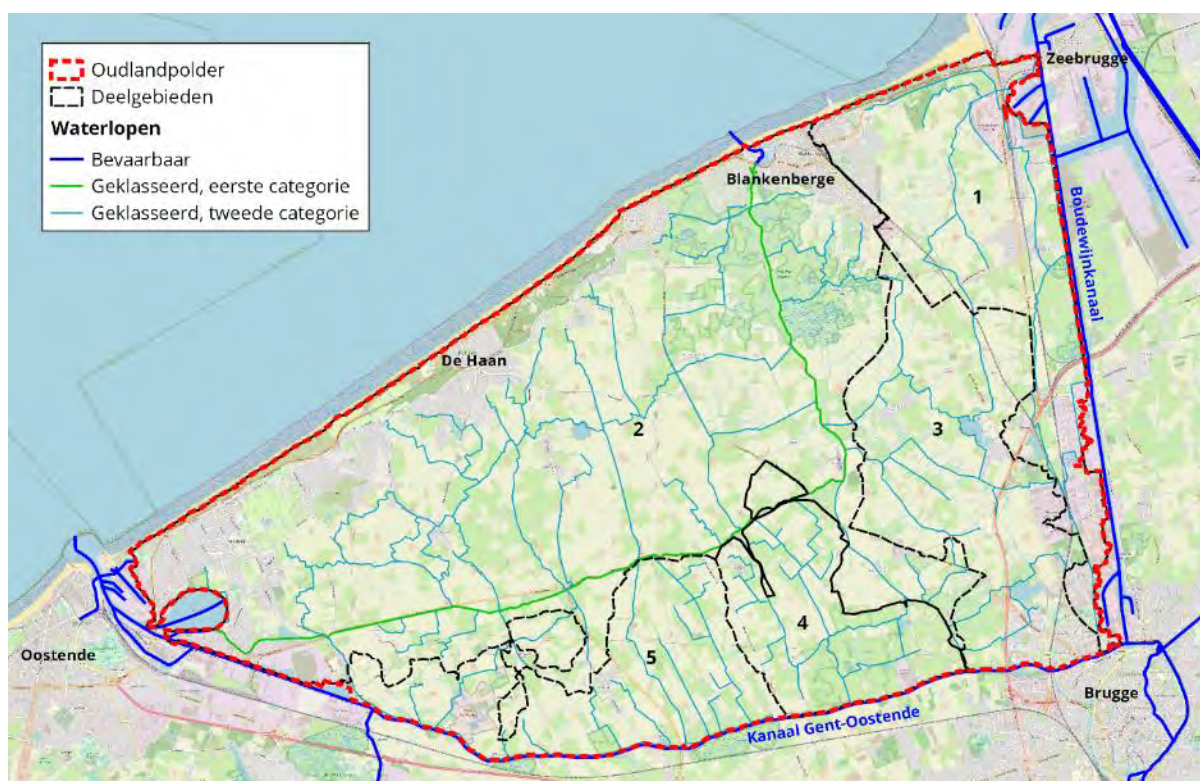 Oudlandpolder
Deelgebieden
Waterlopen
Bevaarbaar
Geklasseerd, eerste categorie
Geklasseerd, tweede categorie
Zeebrugge
Blankenberge
1
Boudewijnkanaal
De Haan
2
3
4
5
Oostende
Brugge
Kanaal Gent-Oostende